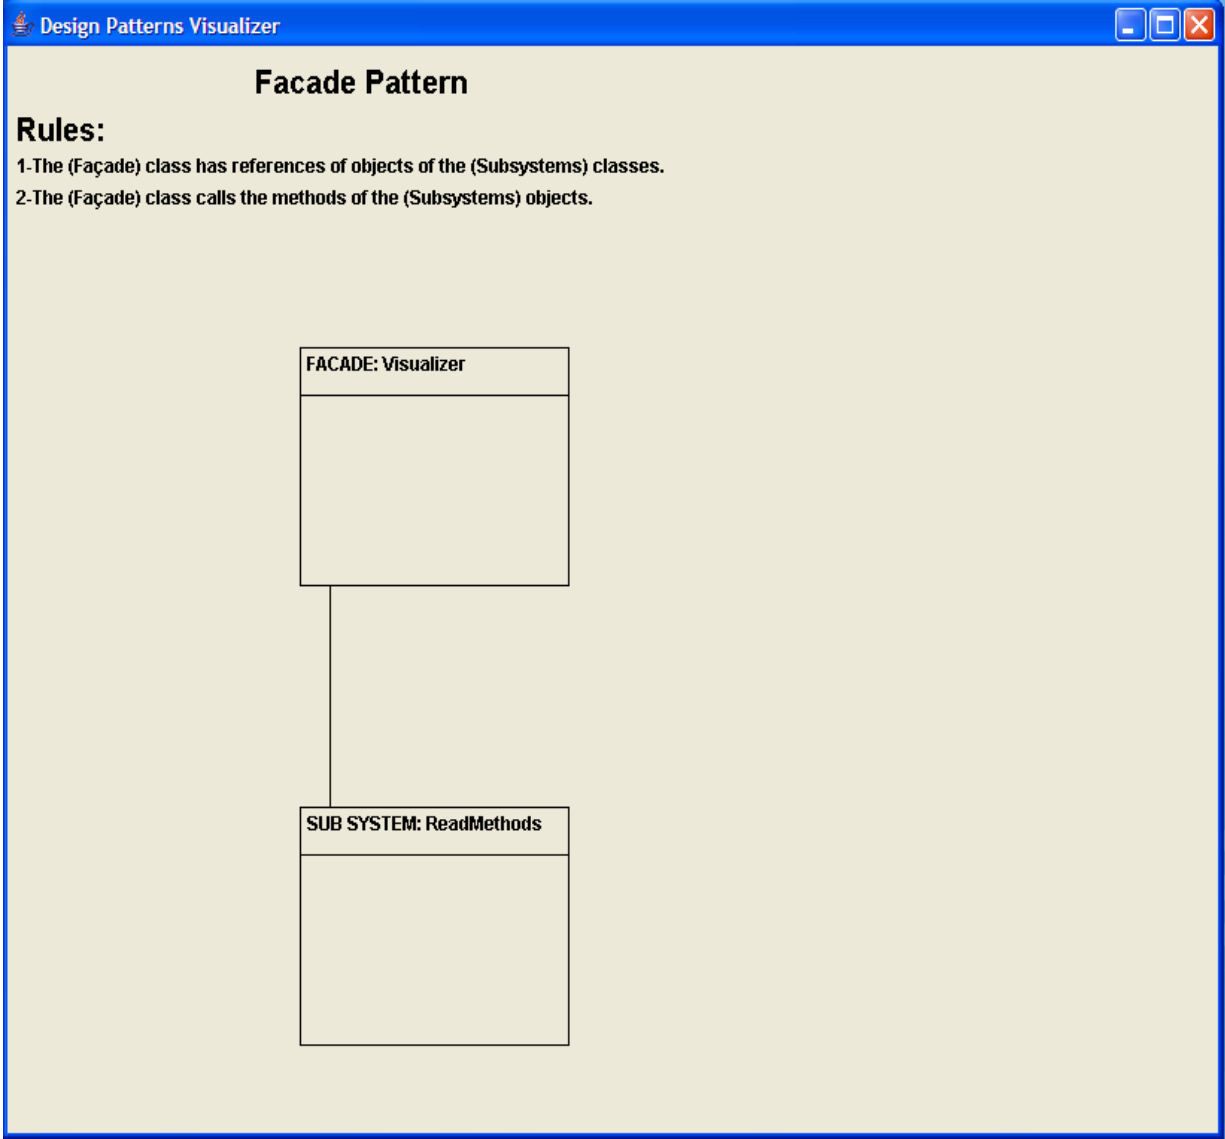 Design Patterns Visualizer
Facade Pattern
Rules:
1-The (Façade) class has references of objects of the (Subsystems) classes.
2-The (Façade) class calls the methods of the (Subsystems) objects.
FACADE: Visualizer
SUB SYSTEM: ReadMethods